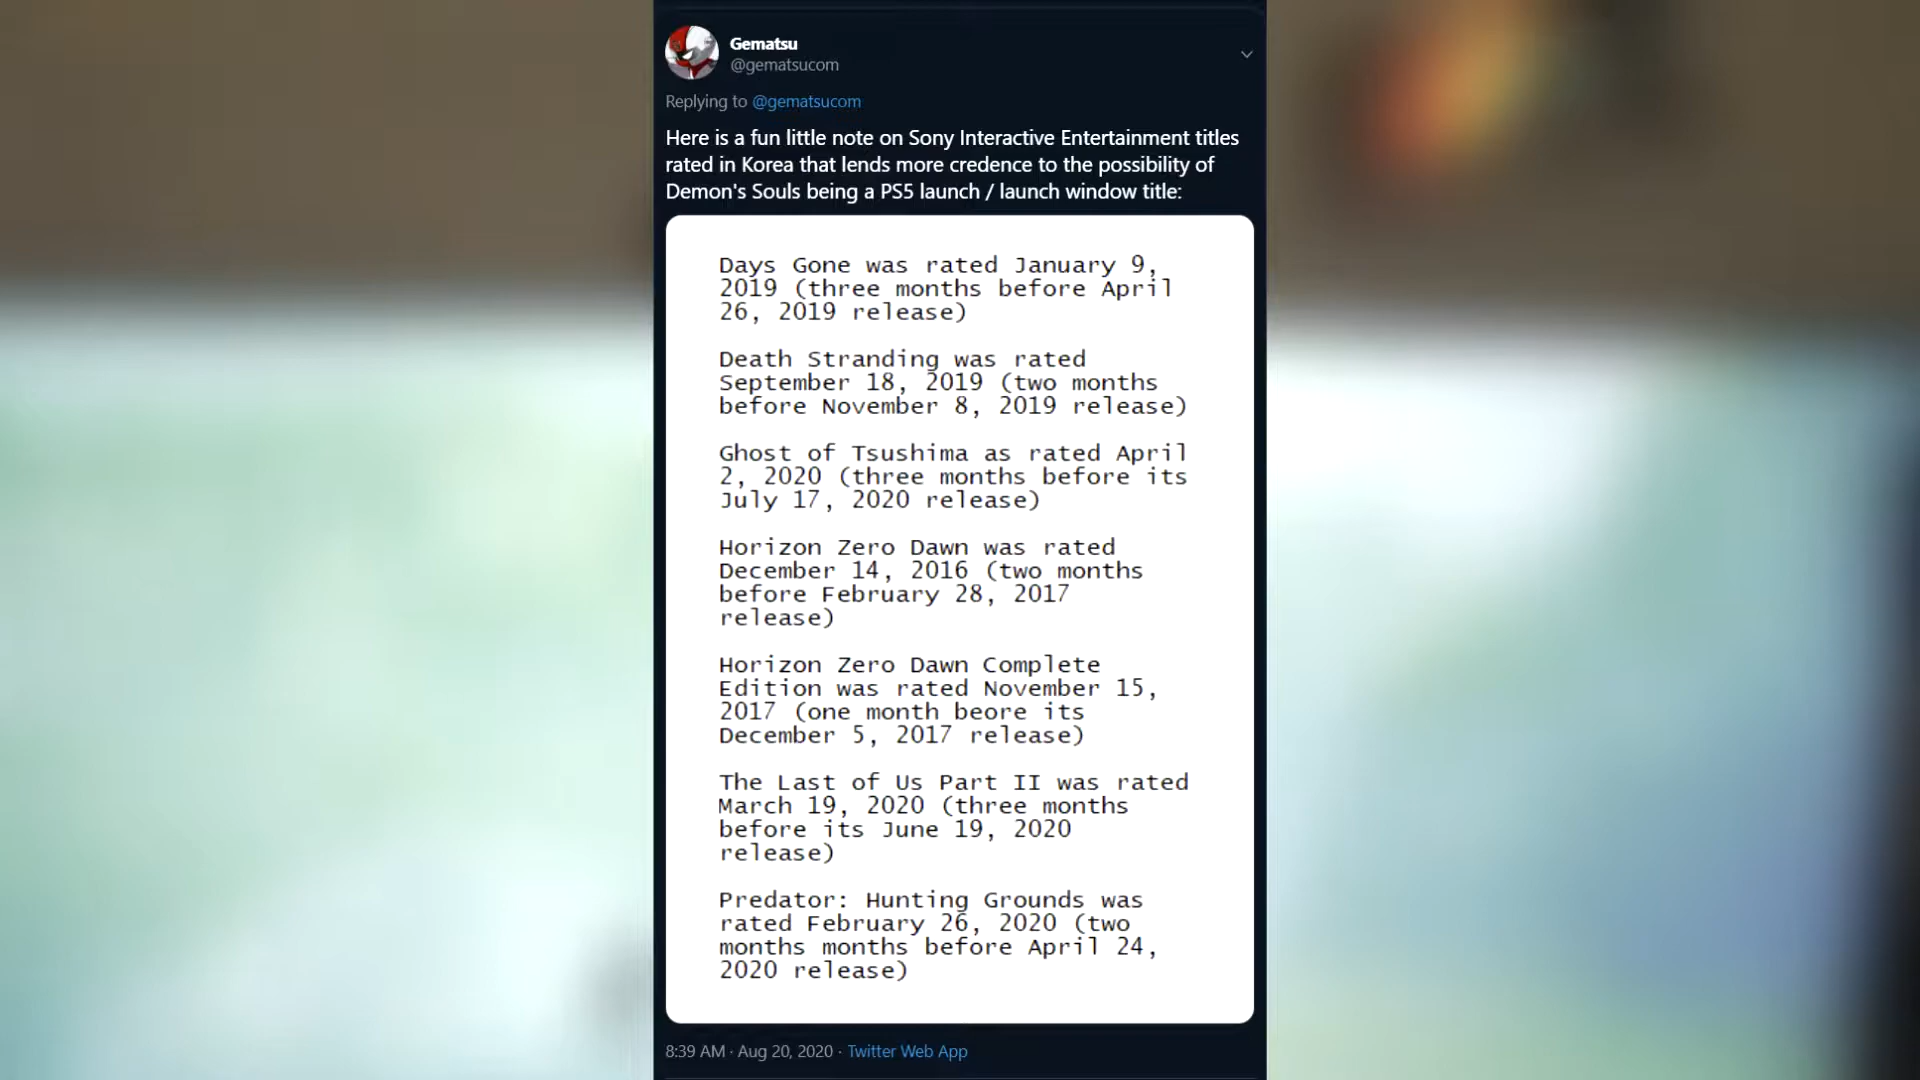 Gematsu
@gematsucom
Replying to @gematsucom
Here is a fun little note on Sony Interactive Entertainment titles
rated in Korea that lends more credence to the possibility of
Demon's Souls being a PS5 launch / launch window title:
Days Gone was rated January 9,
2019 (three months before April
26, 2019 release)
Death Stranding was rated
September 18, 2019 (two months
before November 8, 2019 release)
Ghost of Tsushima as rated April
2, 2020 (three months before its
July 17, 2020 release)
Horizon Zero Dawn was rated
December 14, 2016 (two months
before February 28, 2017
release)
Horizon Zero Dawn Complete
Edition was rated November 15,
2017 (one month beore its
December 5, 2017 release)
The Last of Us Part II was rated
March 19, 2020 (three months
before its June 19, 2020
release)
Predator: Hunting Grounds was
rated February 26, 2020 (two
months months before April 24,
2020 release)
8:39 AM · Aug 20, 2020 · Twitter Web App